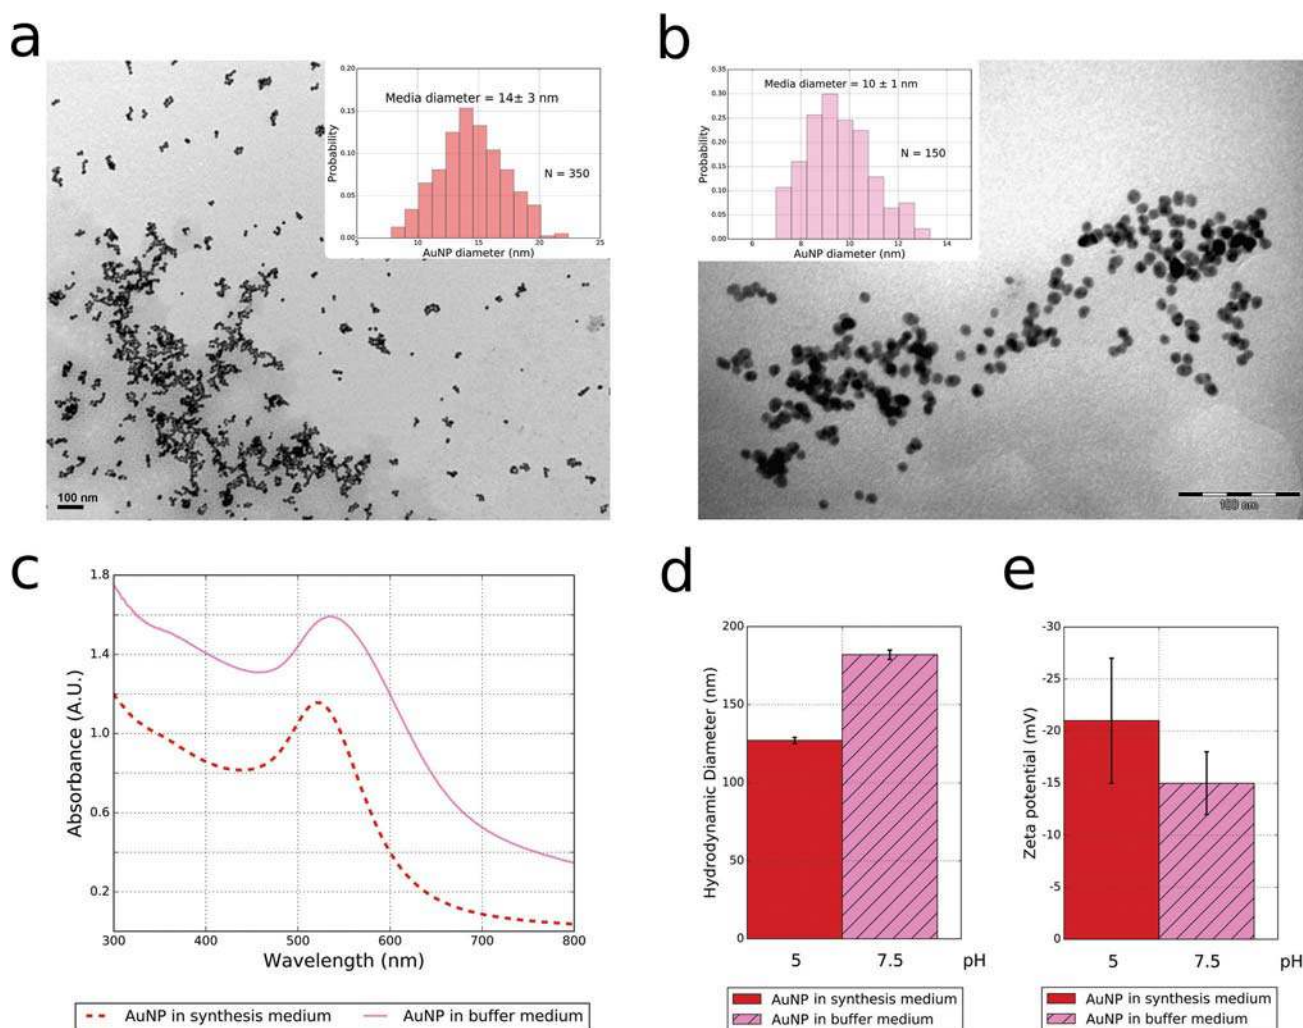 a
Media diameter = 14± 3 nm
N = 350
Probability
0.20
0.15
0.10
0.05
0.00
5 10 15 20 25
AuNP diameter (nm)
100 nm
b
Media diameter = 10 ± 1 nm
N = 150
Probability
0.35
0.30
0.25
0.20
0.15
0.10
0.05
0.00
6 8 10 12 14
AuNP diameter (nm)
c
Absorbance (A.U.)
1.8
1.4
1.0
0.6
0.2
300 400 500 600 700 800
Wavelength (nm)
AuNP in synthesis medium AuNP in buffer medium
d
Hydrodynamic Diameter (nm)
200
150
100
50
0
5 7.5 pH
AuNP in synthesis medium
AuNP in buffer medium
e
Zeta potential (mV)
-30
-25
-20
-15
-10
-5
0
5 7.5 pH
AuNP in synthesis medium
AuNP in buffer medium